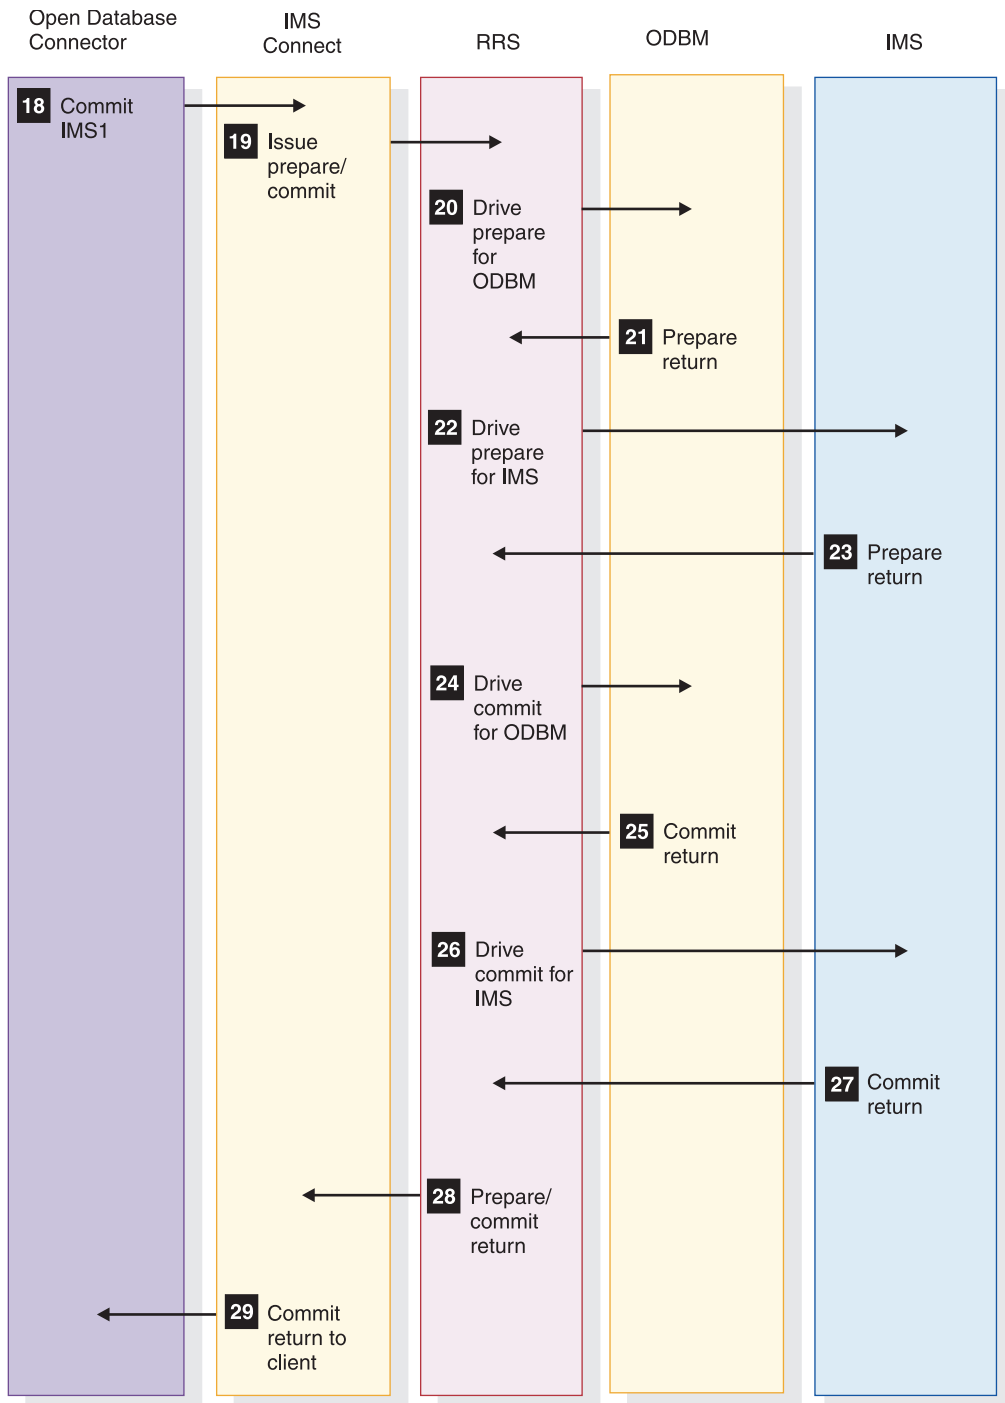 Open Database
Connector
IMS
Connect
RRS
ODBM
IMS
18 Commit
IMS1
19 Issue
prepare/
commit
20 Drive
prepare
for
ODBM
21 Prepare
return
22 Drive
prepare
for IMS
23 Prepare
return
24 Drive
commit
for ODBM
25 Commit
return
26 Drive
commit for
IMS
27 Commit
return
28 Prepare/
commit
return
29 Commit
return to
client